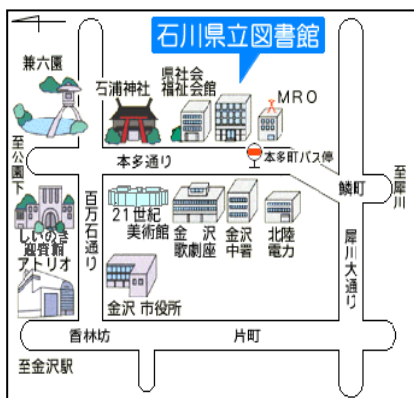 石川県立図書館
兼六園
石浦神社
県社会
福祉会館
MRO
至公園下
本多通り
本多町バス停
鱗町
至犀川
しいのき
迎賓館
アトリオ
百万石通り
21世紀
美術館
金沢
歌劇座
金沢
中署
北陸
電力
犀川大通り
金沢市役所
香林坊
片町
至金沢駅